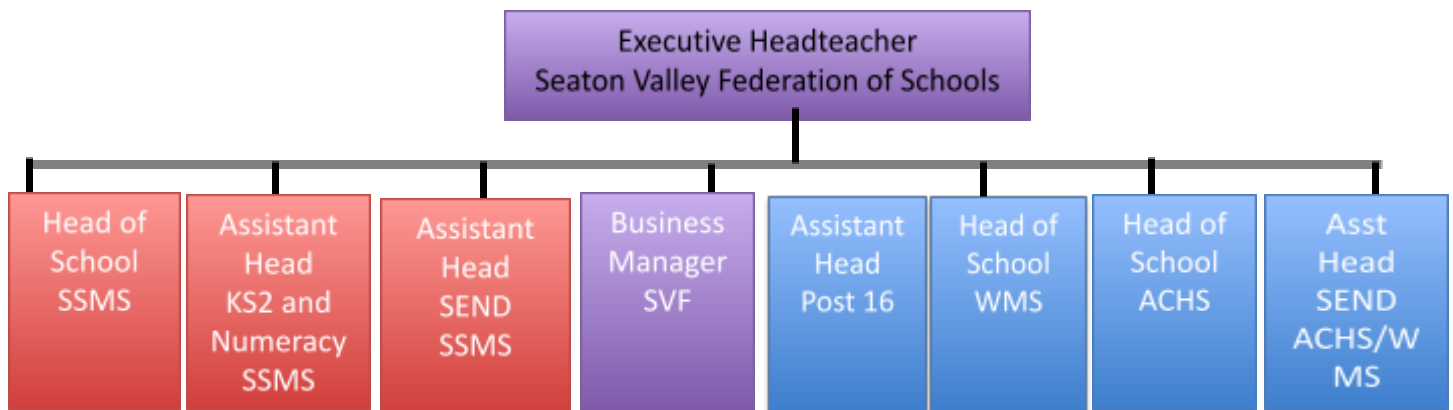 Executive Headteacher
Seaton Valley Federation of Schools
Head of
School
SSMS
Assistant
Head
KS2 and
Numeracy
SSMS
Assistant
Head
SEND
SSMS
Business
Manager
SVF
Assistant
Head
Post 16
Head of
School
WMS
Head of
School
ACHS
Asst
Head
SEND
ACHS/W
MS